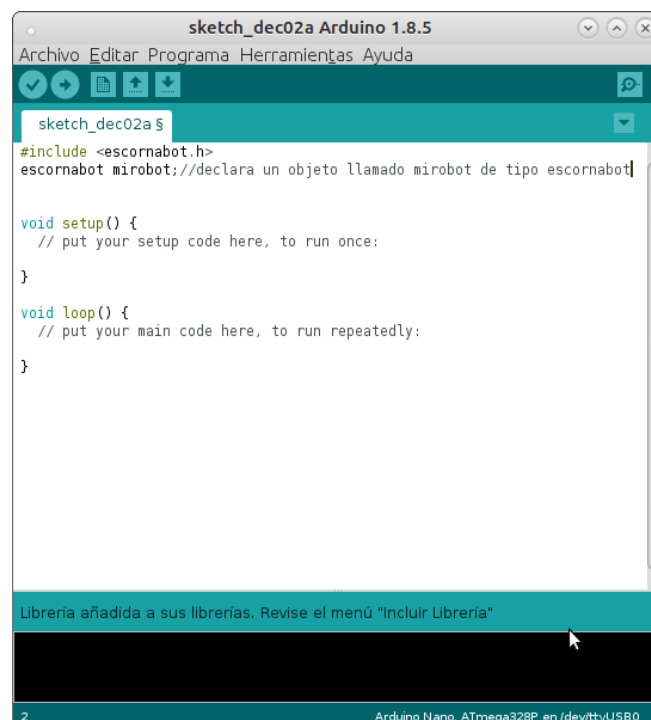 sketch_dec02a Arduino 1.8.5
Archivo Editar Programa Herramientas Ayuda
sketch_dec02a §
#include <escornabot.h>
escornabot mirobot;//declara un objeto llamado mirobot de tipo escornabot
void setup() {
// put your setup code here, to run once:
}
void loop() {
// put your main code here, to run repeatedly:
}
Librería añadida a sus librerías. Revise el menú "Incluir Librería"
2
Arduino Nano, ATmega328P en /dev/ttyUSB0